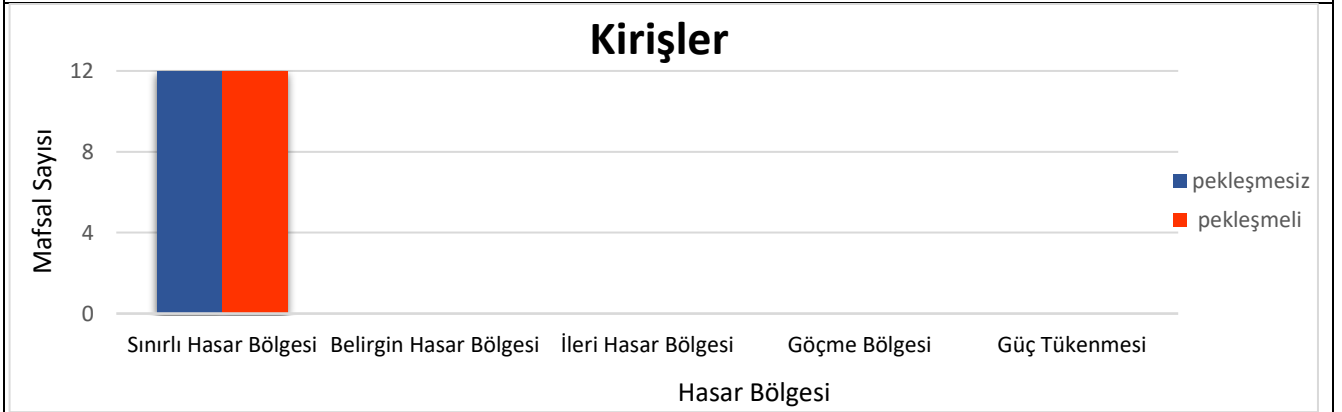 Kirişler
12
8
4
0
Mafsal Sayısı
Sınırlı Hasar Bölgesi Belirgin Hasar Bölgesi İleri Hasar Bölgesi Göçme Bölgesi Güç Tükenmesi
Hasar Bölgesi
pekleşmesiz
pekleşmeli